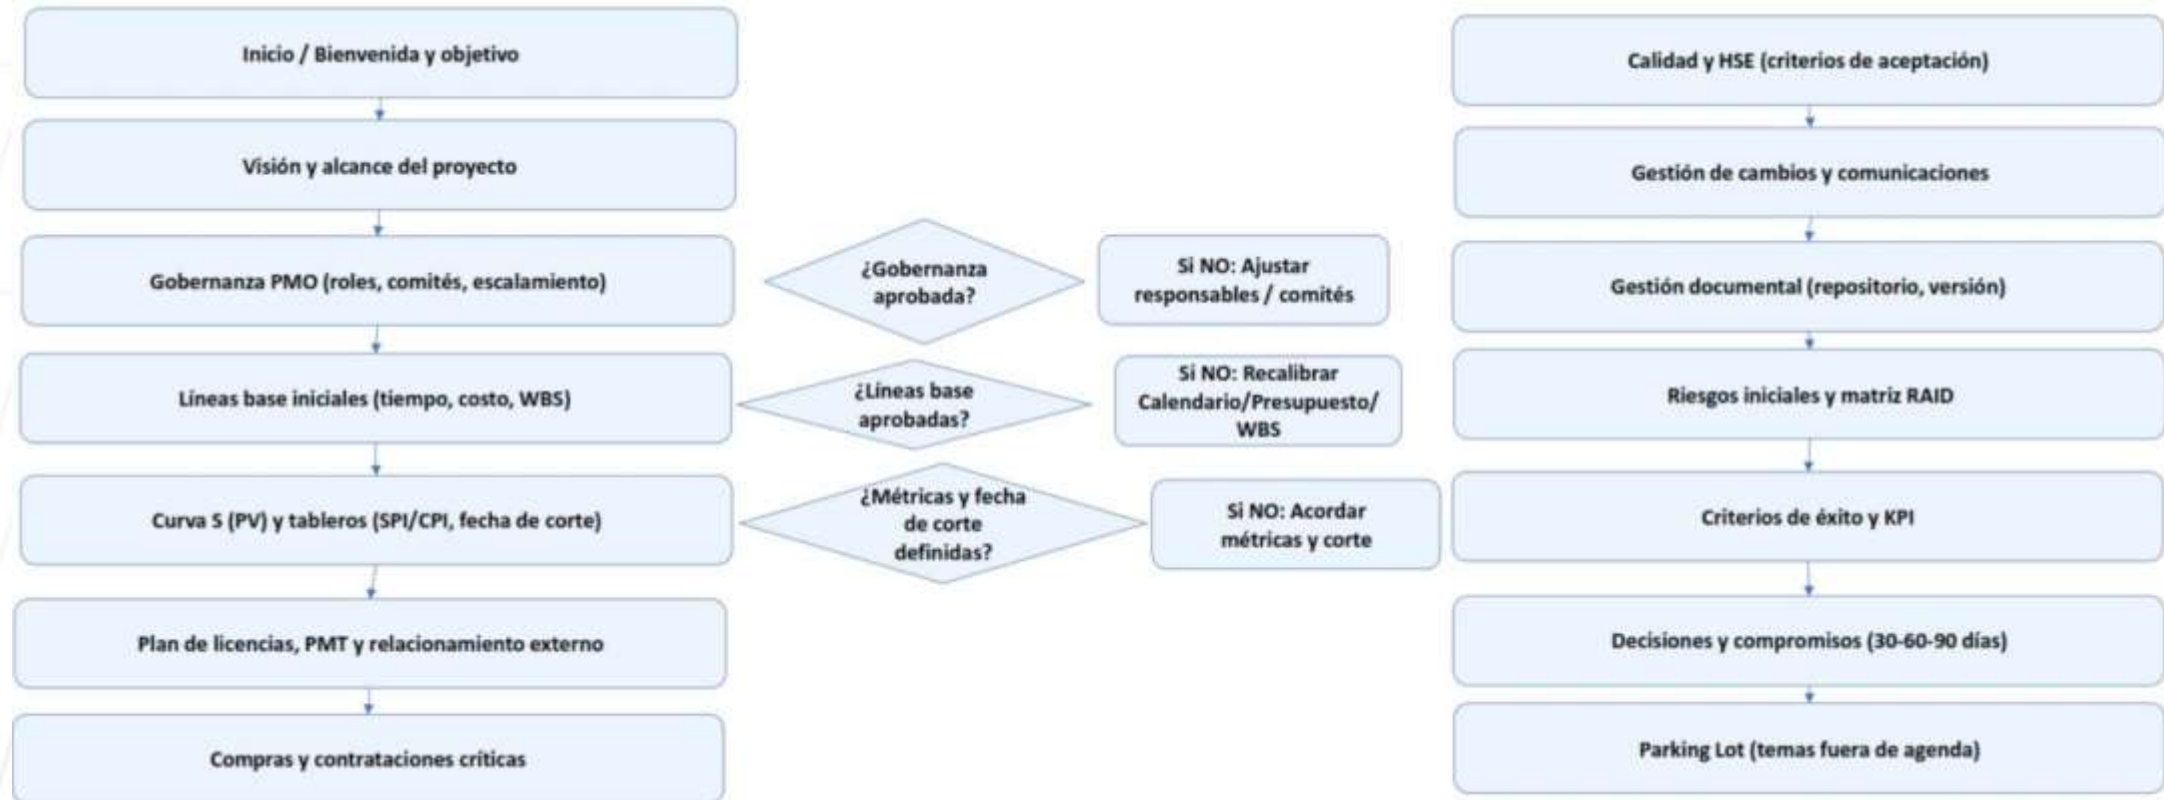 Inicio / Bienvenida y objetivo
Visión y alcance del proyecto
Gobernanza PMO (roles, comités, escalamiento)
Líneas base iniciales (tiempo, costo, WBS)
Curva S (PV) y tableros (SPI/CPI, fecha de corte)
Plan de licencias, PMT y relacionamiento externo
Compras y contrataciones críticas
¿Gobernanza
aprobada?
Si NO: Ajustar
responsables / comités
¿Líneas base
aprobadas?
Si NO: Recalibrar
Calendario/Presupuesto/
WBS
¿Métricas y fecha
de corte
definidas?
Si NO: Acordar
métricas y corte
Calidad y HSE (criterios de aceptación)
Gestión de cambios y comunicaciones
Gestión documental (repositorio, versión)
Riesgos iniciales y matriz RAID
Criterios de éxito y KPI
Decisiones y compromisos (30-60-90 días)
Parking Lot (temas fuera de agenda)